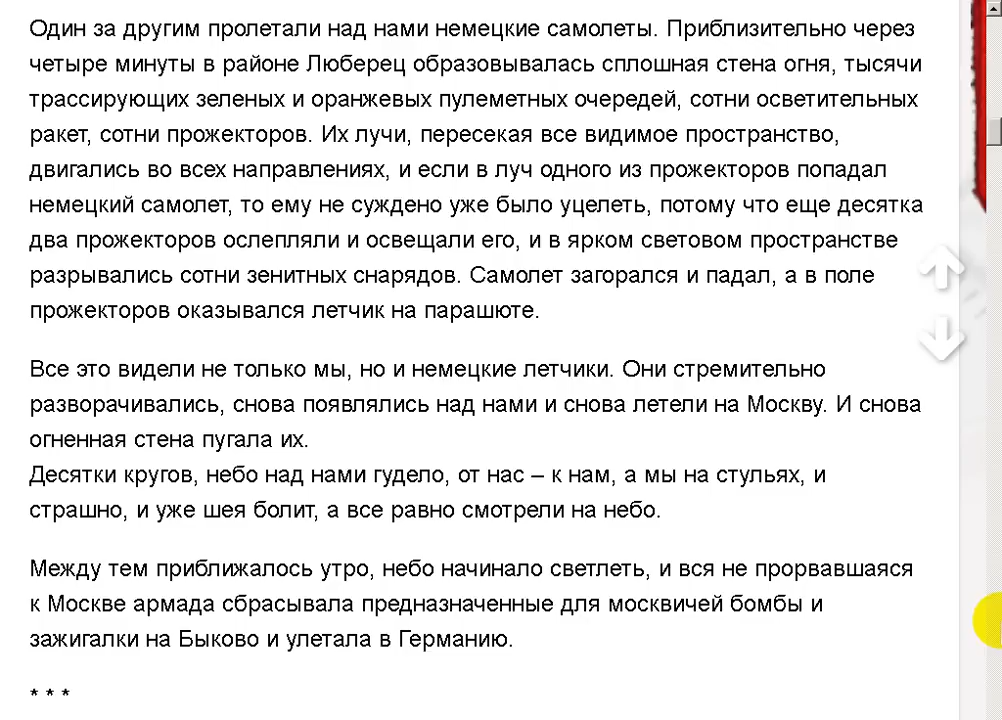 Один за другим пролетали над нами немецкие самолеты. Приблизительно через
четыре минуты в районе Люберец образовывалась сплошная стена огня, тысячи
трассирующих зеленых и оранжевых пулеметных очередей, сотни осветительных
ракет, сотни прожекторов. Их лучи, пересекая все видимое пространство,
двигались во всех направлениях, и если в луч одного из прожекторов попадал
немецкий самолет, то ему не суждено уже было уцелеть, потому что еще десятка
два прожекторов ослепляли и освещали его, и в ярком световом пространстве
разрывались сотни зенитных снарядов. Самолет загорался и падал, а в поле
прожекторов оказывался летчик на парашюте.
Все это видели не только мы, но и немецкие летчики. Они стремительно
разворачивались, снова появлялись над нами и снова летели на Москву. И снова
огненная стена пугала их.
Десятки кругов, небо над нами гудело, от нас – к нам, а мы на стульях, и
страшно, и уже шея болит, а все равно смотрели на небо.
Между тем приближалось утро, небо начинало светлеть, и вся не прорвавшаяся
к Москве армада сбрасывала предназначенные для москвичей бомбы и
зажигалки на Быково и улетала в Германию.
* * *